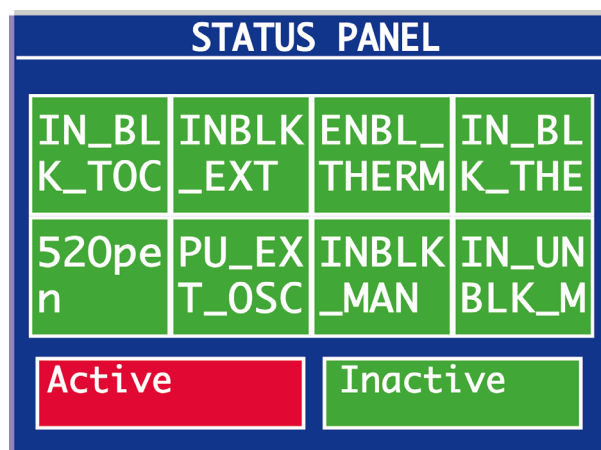 STATUS PANEL
IN_BL INBLK ENBL_ IN_BL
K_TOC _EXT THERM K_THE
52Ope PU_EX INBLK IN_UN
n T_OSC _MAN BLK_M
Active Inactive